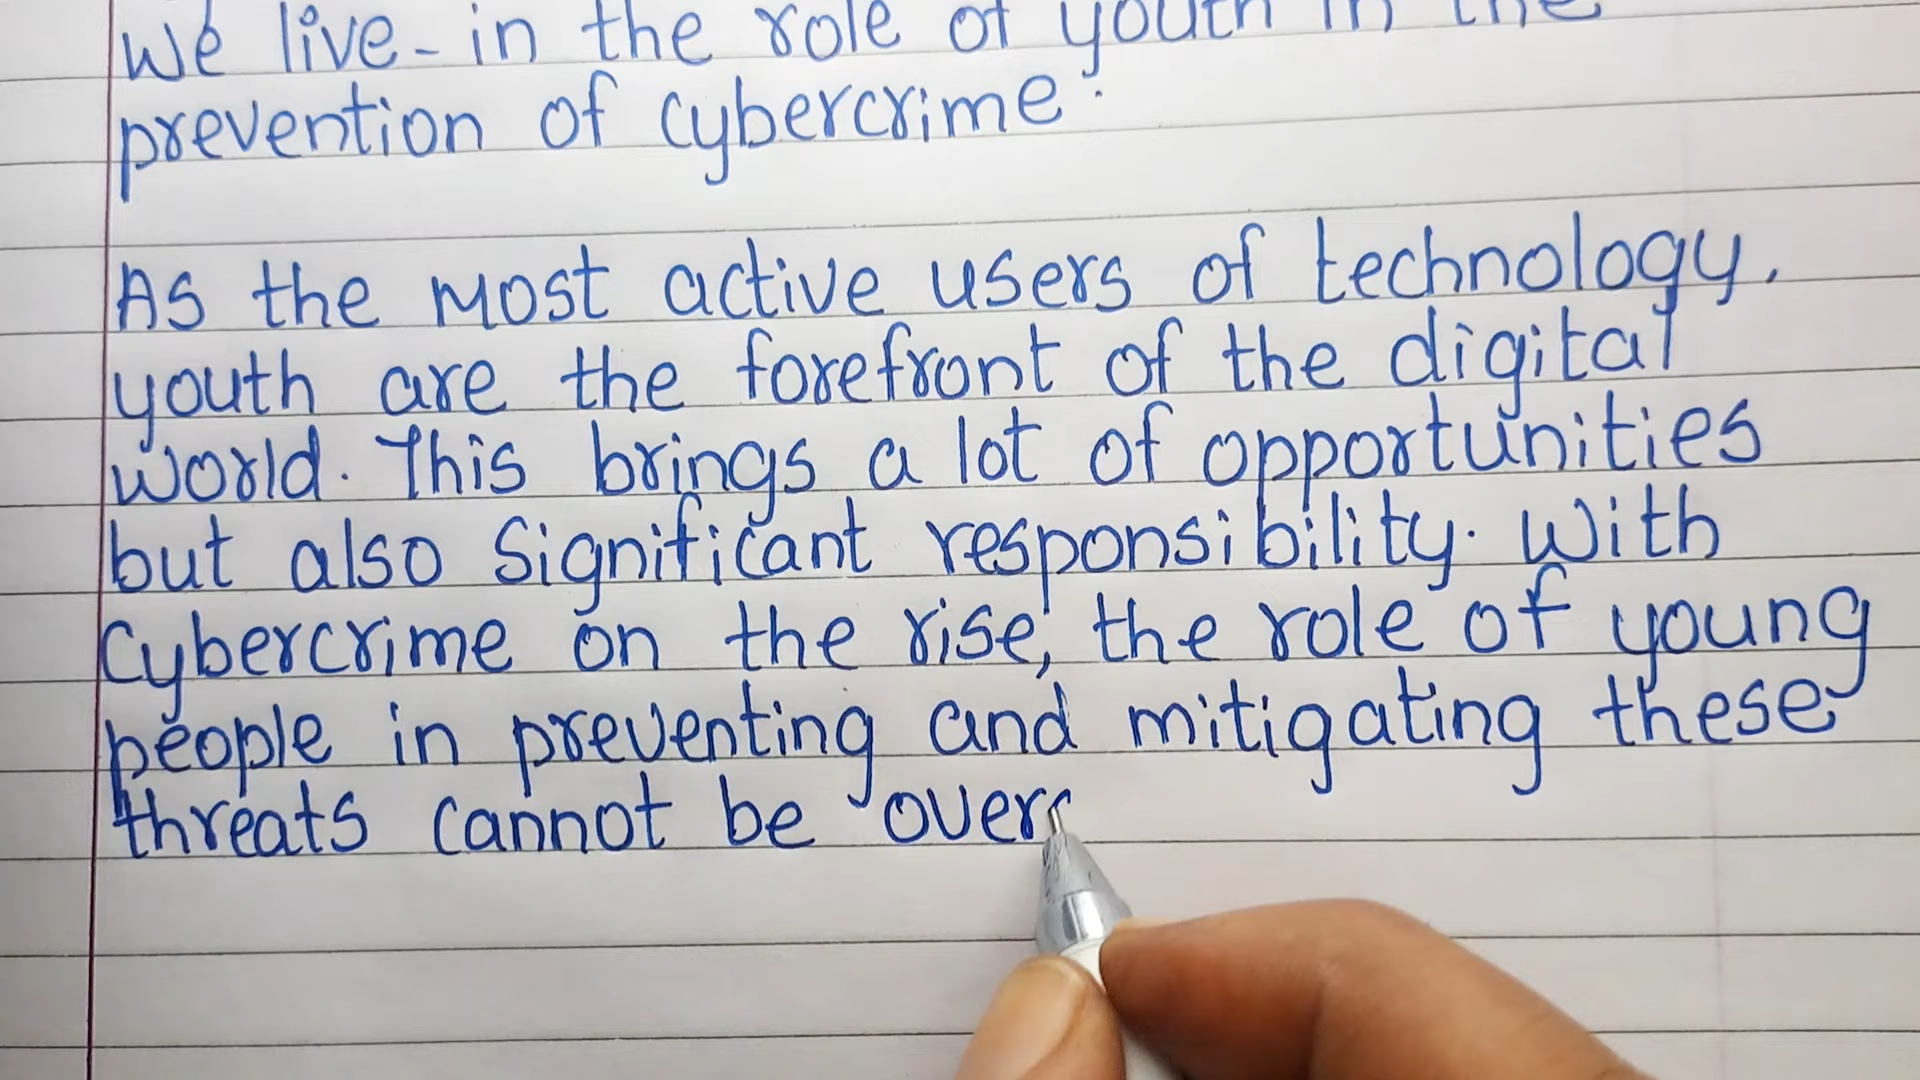 We live - in the role of youth in the
prevention of cybercrime.
As the most active users of technology,
youth are the forefront of the digital
world. This brings a lot of opportunities
but also significant responsibility. With
cybercrime on the rise, the role of young
people in preventing and mitigating these
threats cannot be overs